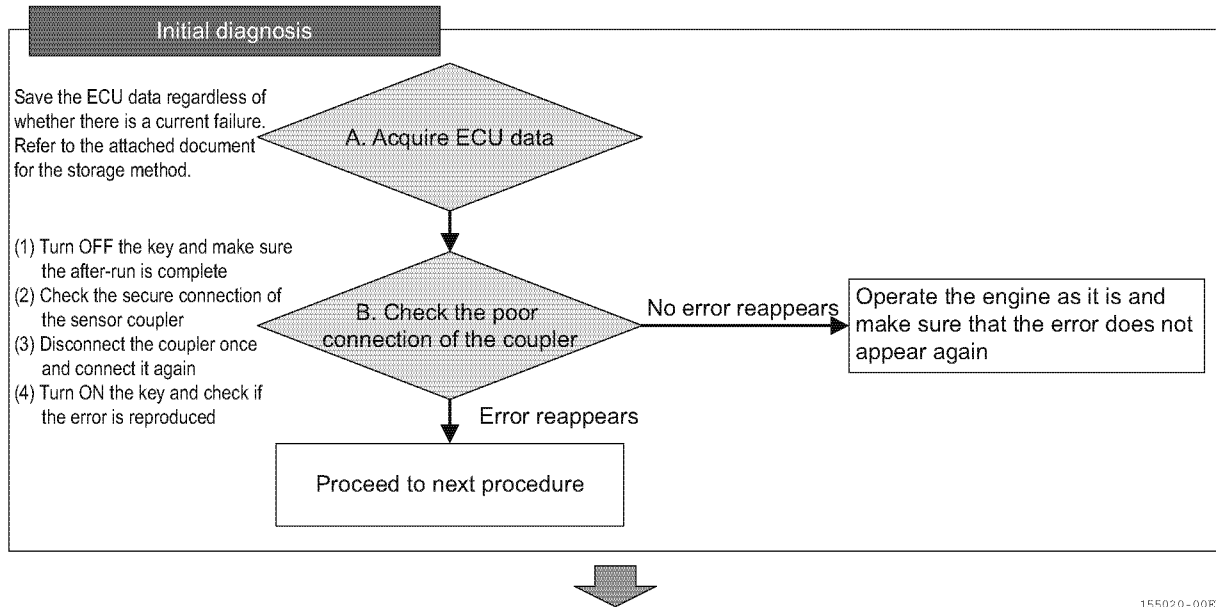 Initial diagnosis
Save the ECU data regardless of
whether there is a current failure.
Refer to the attached document
for the storage method.
A. Acquire ECU data
(1) Turn OFF the key and make sure
the after-run is complete
(2) Check the secure connection of
the sensor coupler
(3) Disconnect the coupler once
and connect it again
(4) Turn ON the key and check if
the error is reproduced
B. Check the poor
connection of the coupler
No error reappears
Operate the engine as it is and
make sure that the error does not
appear again
Error reappears
Proceed to next procedure